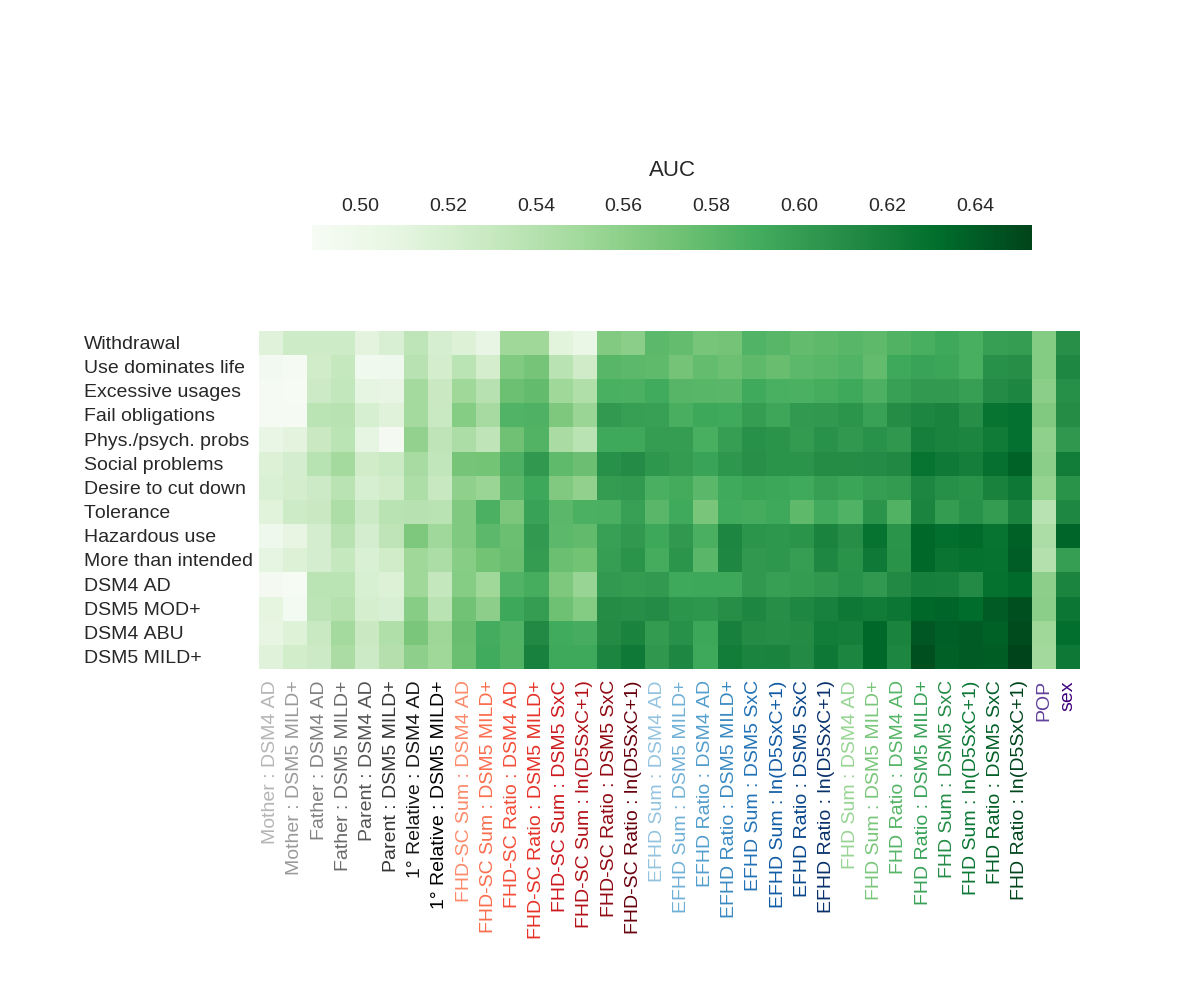 AUC
0.50 0.52 0.54 0.56 0.58 0.60 0.62 0.64
Withdrawal
Use dominates life
Excessive usages
Fail obligations
Phys./psych. probs
Social problems
Desire to cut down
Tolerance
Hazardous use
More than intended
DSM4 AD
DSM5 MOD+
DSM4 ABU
DSM5 MILD+
Mother : DSM4 AD
Mother : DSM5 MILD+
Father : DSM4 AD
Father : DSM5 MILD+
Parent : DSM4 AD
Parent : DSM5 MILD+
1° Relative : DSM4 AD
1° Relative : DSM5 MILD+
FHD-SC Sum : DSM4 AD
FHD-SC Sum : DSM5 MILD+
FHD-SC Ratio : DSM4 AD
FHD-SC Ratio : DSM5 MILD+
FHD-SC Sum : DSM5 SxC
FHD-SC Sum : ln(D5SxC+1)
FHD-SC Ratio : DSM5 SxC
FHD-SC Ratio : ln(D5SxC+1)
EFHD Sum : DSM4 AD
EFHD Sum : DSM5 MILD+
EFHD Ratio : DSM4 AD
EFHD Ratio : DSM5 MILD+
EFHD Sum : DSM5 SxC
EFHD Sum : ln(D5SxC+1)
EFHD Ratio : DSM5 SxC
EFHD Ratio : ln(D5SxC+1)
FHD Sum : DSM4 AD
FHD Sum : DSM5 MILD+
FHD Ratio : DSM4 AD
FHD Ratio : DSM5 MILD+
FHD Sum : DSM5 SxC
FHD Sum : ln(D5SxC+1)
FHD Ratio : DSM5 SxC
FHD Ratio : ln(D5SxC+1)
POP
sex